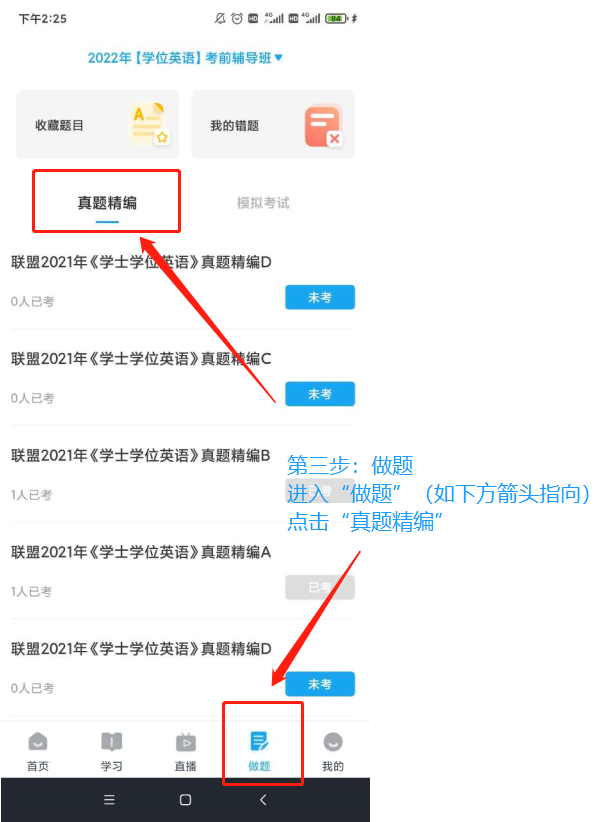 下午2:25
HD 4G HD 4G 84
2022年【学位英语】考前辅导班
收藏题目
我的错题
真题精编
模拟考试
联盟2021年《学士学位英语》真题精编D
0人已考
未考
联盟2021年《学士学位英语》真题精编C
0人已考
未考
联盟2021年《学士学位英语》真题精编B
1人已考
第三步：做题
进入“做题”（如下方箭头指向）
点击“真题精编”
联盟2021年《学士学位英语》真题精编A
1人已考
已考
联盟2021年《学士学位英语》真题精编D
0人已考
未考
首页
学习
直播
做题
我的